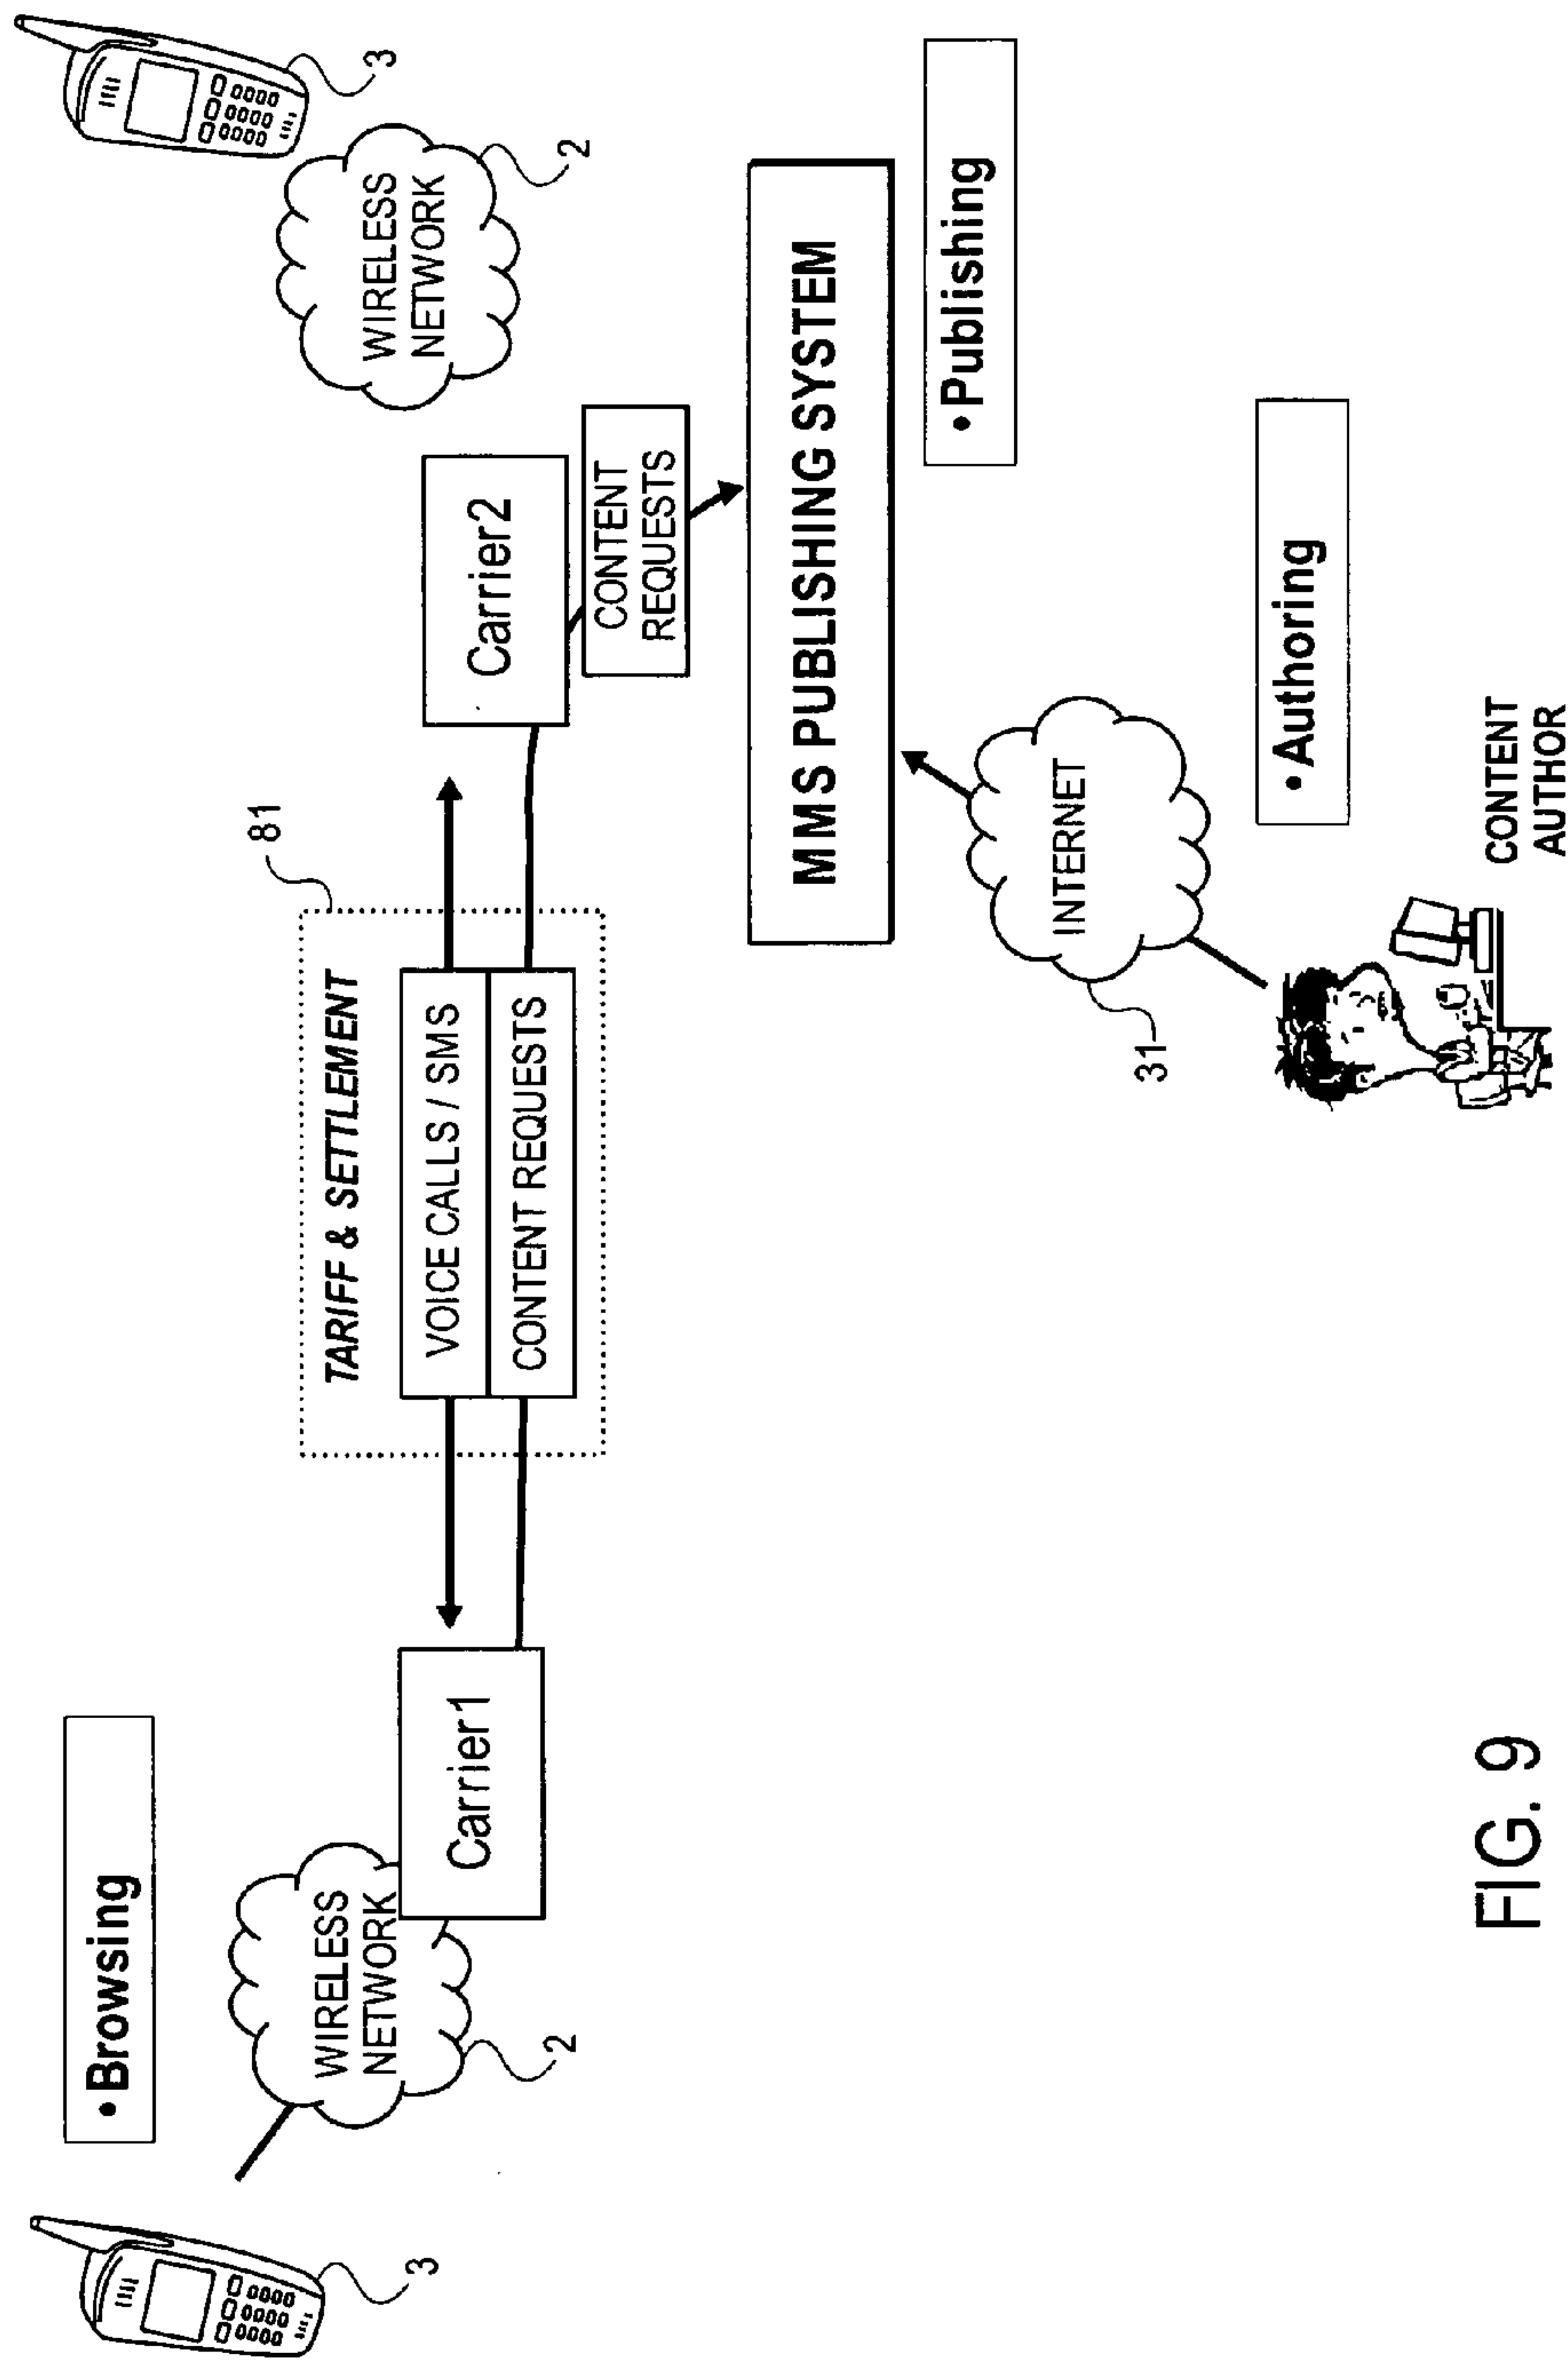 • Browsing
3
WIRELESS
NETWORK
2
Carrier1
TARIFF & SETTLEMENT
81
VOICE CALLS / SMS
CONTENT REQUESTS
Carrier2
CONTENT
REQUESTS
3
WIRELESS
NETWORK
2
MMS PUBLISHING SYSTEM
• Publishing
INTERNET
31
• Authoring
CONTENT
AUTHOR
FIG. 9